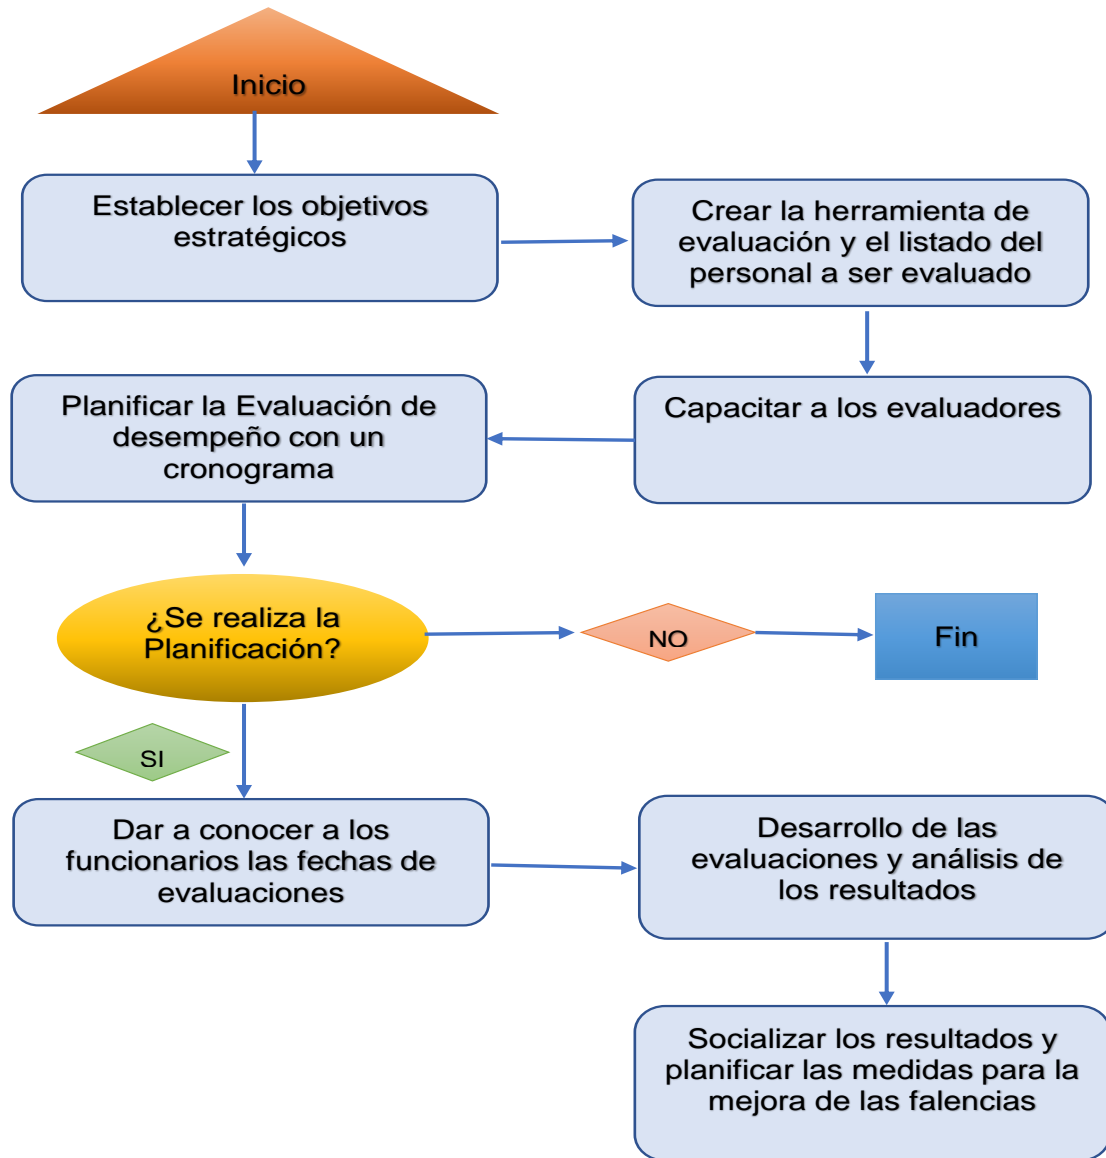 Inicio
Establecer los objetivos
estratégicos
Crear la herramienta de
evaluación y el listado del
personal a ser evaluado
Capacitar a los evaluadores
Planificar la Evaluación de
desempeño con un
cronograma
¿Se realiza la
Planificación?
NO
Fin
SI
Dar a conocer a los
funcionarios las fechas de
evaluaciones
Desarrollo de las
evaluaciones y análisis de
los resultados
Socializar los resultados y
planificar las medidas para la
mejora de las falencias